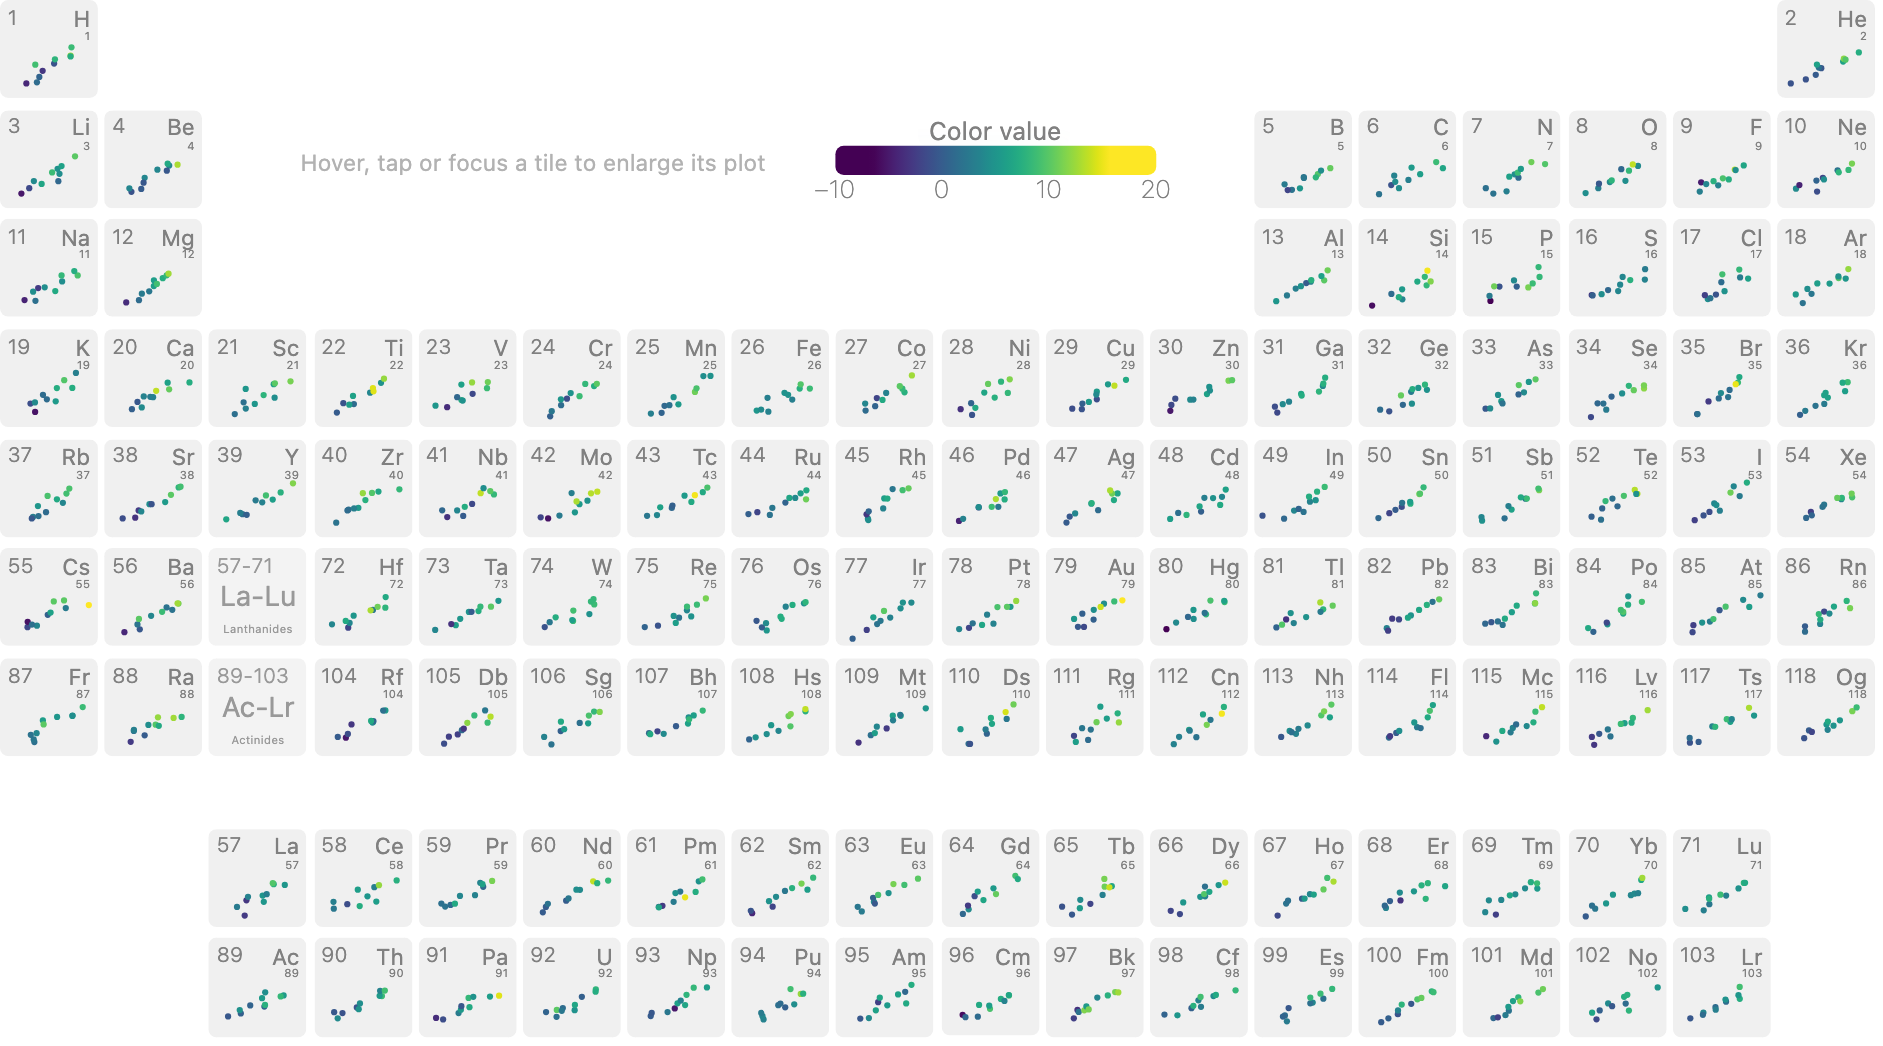 1 H 1 2 He 2
3 Li 3 4 Be 4 Color value 5 B 5 6 C 6 7 N 7 8 O 8 9 F 9 10 Ne 10
Hover, tap or focus a tile to enlarge its plot
−10 0 10 20
11 Na 11 12 Mg 12 13 Al 13 14 Si 14 15 P 15 16 S 16 17 Cl 17 18 Ar 18
19 K 19 20 Ca 20 21 Sc 21 22 Ti 22 23 V 23 24 Cr 24 25 Mn 25 26 Fe 26 27 Co 27 28 Ni 28 29 Cu 29 30 Zn 30 31 Ga 31 32 Ge 32 33 As 33 34 Se 34 35 Br 35 36 Kr 36
37 Rb 37 38 Sr 38 39 Y 39 40 Zr 40 41 Nb 41 42 Mo 42 43 Tc 43 44 Ru 44 45 Rh 45 46 Pd 46 47 Ag 47 48 Cd 48 49 In 49 50 Sn 50 51 Sb 51 52 Te 52 53 I 53 54 Xe 54
55 Cs 55 56 Ba 56 57-71 72 Hf 72 73 Ta 73 74 W 74 75 Re 75 76 Os 76 77 Ir 77 78 Pt 78 79 Au 79 80 Hg 80 81 Tl 81 82 Pb 82 83 Bi 83 84 Po 84 85 At 85 86 Rn 86
La-Lu
Lanthanides
87 Fr 87 88 Ra 88 89-103 104 Rf 104 105 Db 105 106 Sg 106 107 Bh 107 108 Hs 108 109 Mt 109 110 Ds 110 111 Rg 111 112 Cn 112 113 Nh 113 114 Fl 114 115 Mc 115 116 Lv 116 117 Ts 117 118 Og 118
Ac-Lr
Actinides
57 La 57 58 Ce 58 59 Pr 59 60 Nd 60 61 Pm 61 62 Sm 62 63 Eu 63 64 Gd 64 65 Tb 65 66 Dy 66 67 Ho 67 68 Er 68 69 Tm 69 70 Yb 70 71 Lu 71
89 Ac 89 90 Th 90 91 Pa 91 92 U 92 93 Np 93 94 Pu 94 95 Am 95 96 Cm 96 97 Bk 97 98 Cf 98 99 Es 99 100 Fm 100 101 Md 101 102 No 102 103 Lr 103